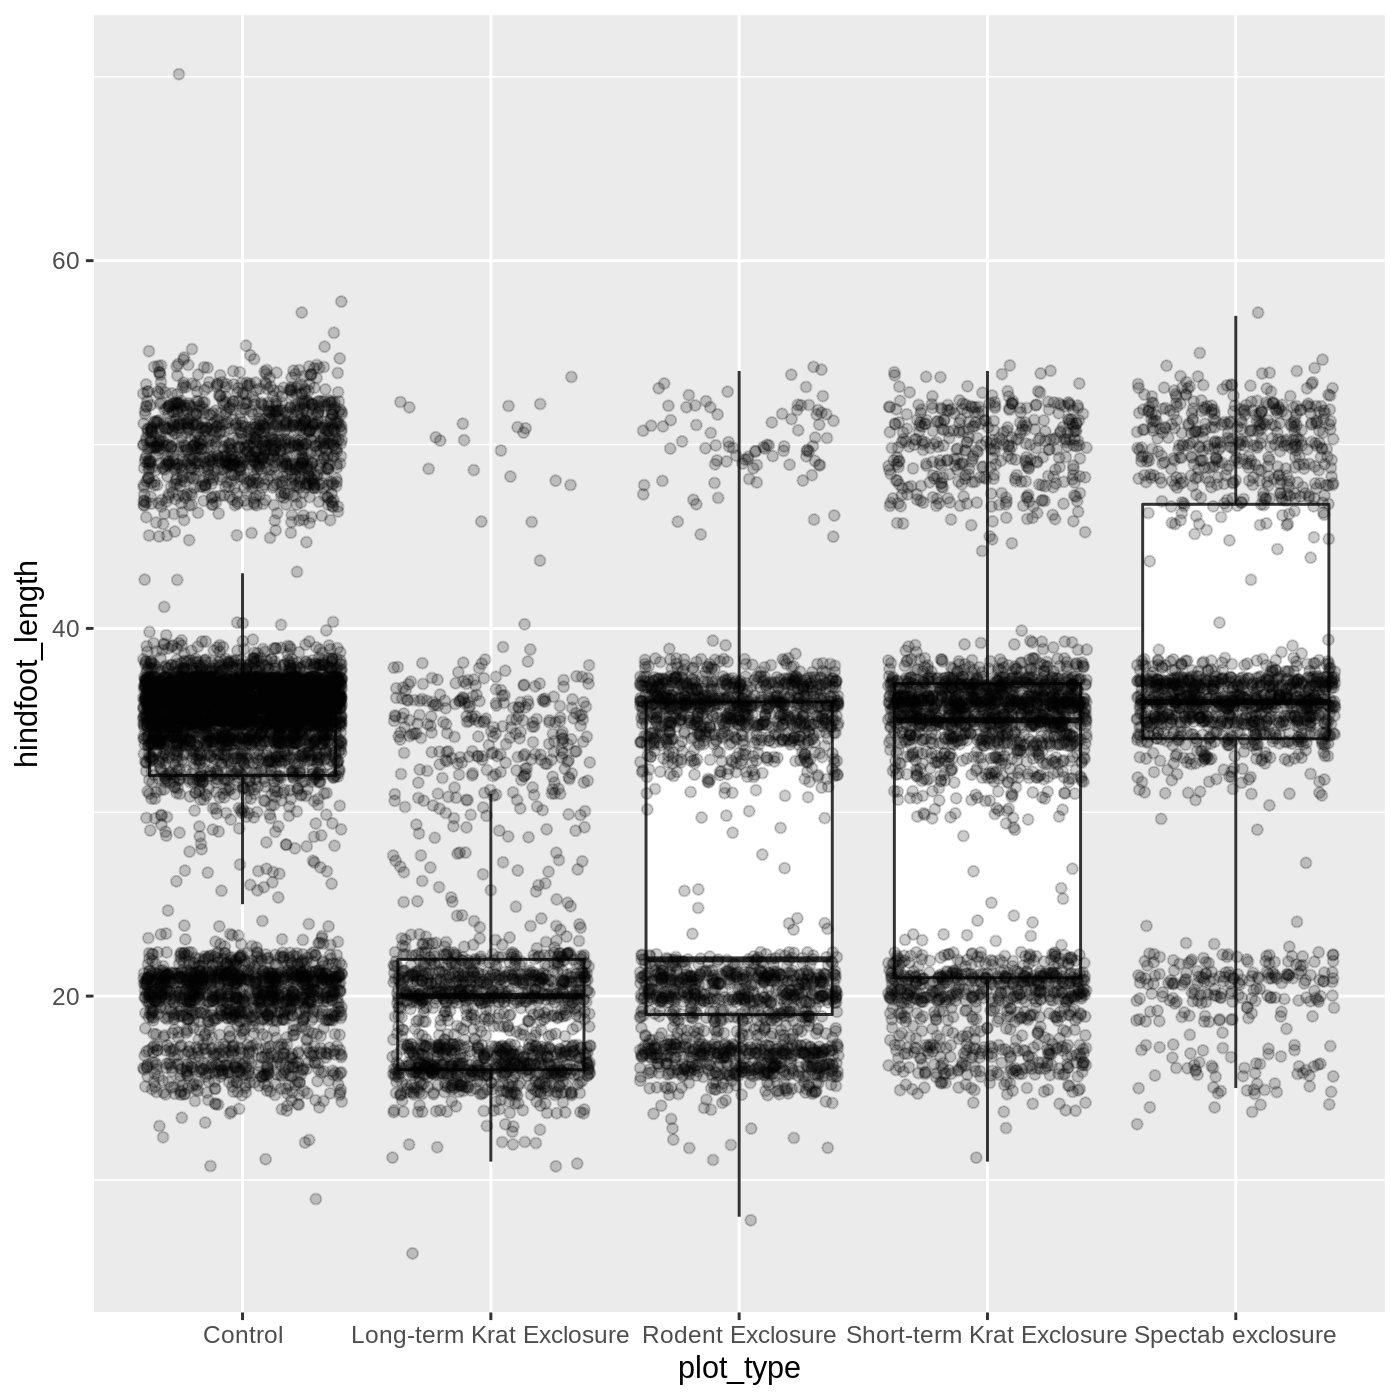 hindfoot_length
60
40
20
Control Long-term Krat Exclosure Rodent Exclosure Short-term Krat Exclosure Spectab exclosure
plot_type